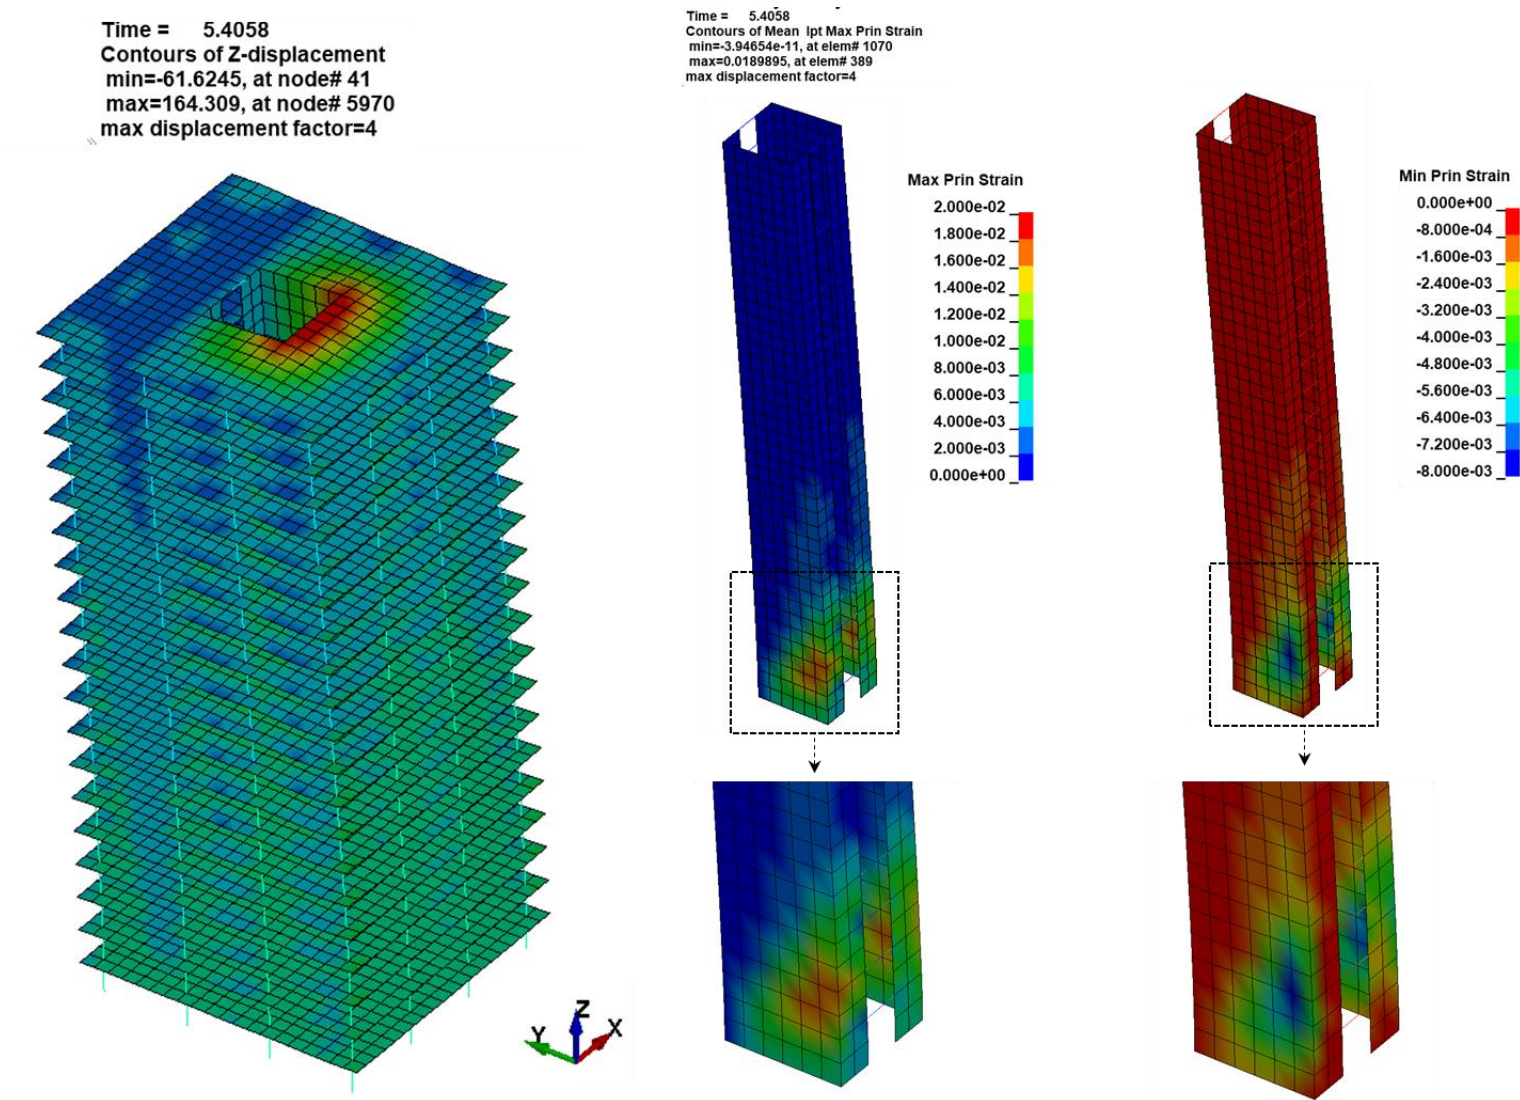 Time =     5.4058
Contours of Z-displacement
min=-61.6245, at node# 41
max=164.309, at node# 5970
max displacement factor=4
Time =     5.4058
Contours of Mean  Ipt Max Prin Strain
min=-3.94654e-11, at elem# 1070
max=0.0189895, at elem# 389
max displacement factor=4
Max Prin Strain
2.000e-02
1.800e-02
1.600e-02
1.400e-02
1.200e-02
1.000e-02
8.000e-03
6.000e-03
4.000e-03
2.000e-03
0.000e+00
Min Prin Strain
0.000e+00
-8.000e-04
-1.600e-03
-2.400e-03
-3.200e-03
-4.000e-03
-4.800e-03
-5.600e-03
-6.400e-03
-7.200e-03
-8.000e-03
Z
Y
X